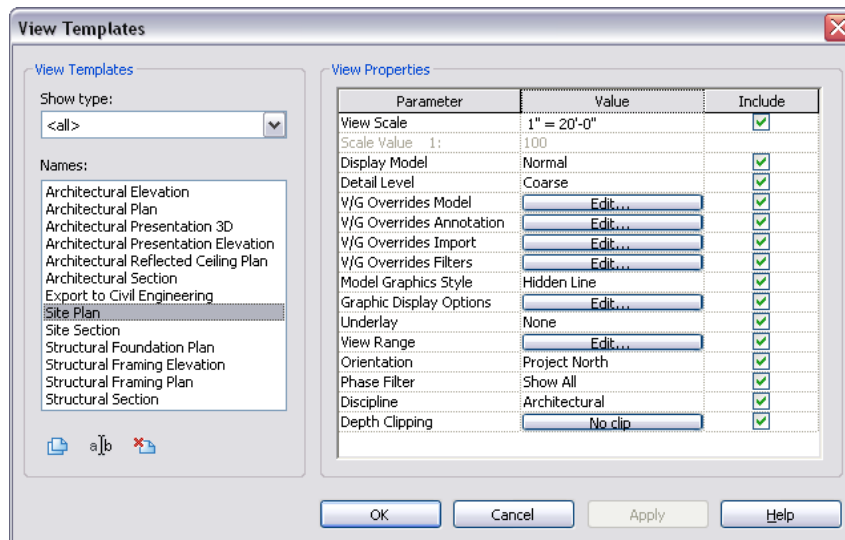 View Templates
View Templates
Show type:
<all>
Names:
Architectural Elevation
Architectural Plan
Architectural Presentation 3D
Architectural Presentation Elevation
Architectural Reflected Ceiling Plan
Architectural Section
Export to Civil Engineering
Site Plan
Site Section
Structural Foundation Plan
Structural Framing Elevation
Structural Framing Plan
Structural Section
View Properties
Parameter Value Include
View Scale 1" = 20'-0"
Scale Value 1: 100
Display Model Normal
Detail Level Coarse
V/G Overrides Model Edit...
V/G Overrides Annotation Edit...
V/G Overrides Import Edit...
V/G Overrides Filters Edit...
Model Graphics Style Hidden Line
Graphic Display Options Edit...
Underlay None
View Range Edit...
Orientation Project North
Phase Filter Show All
Discipline Architectural
Depth Clipping No clip
OK Cancel Apply Help